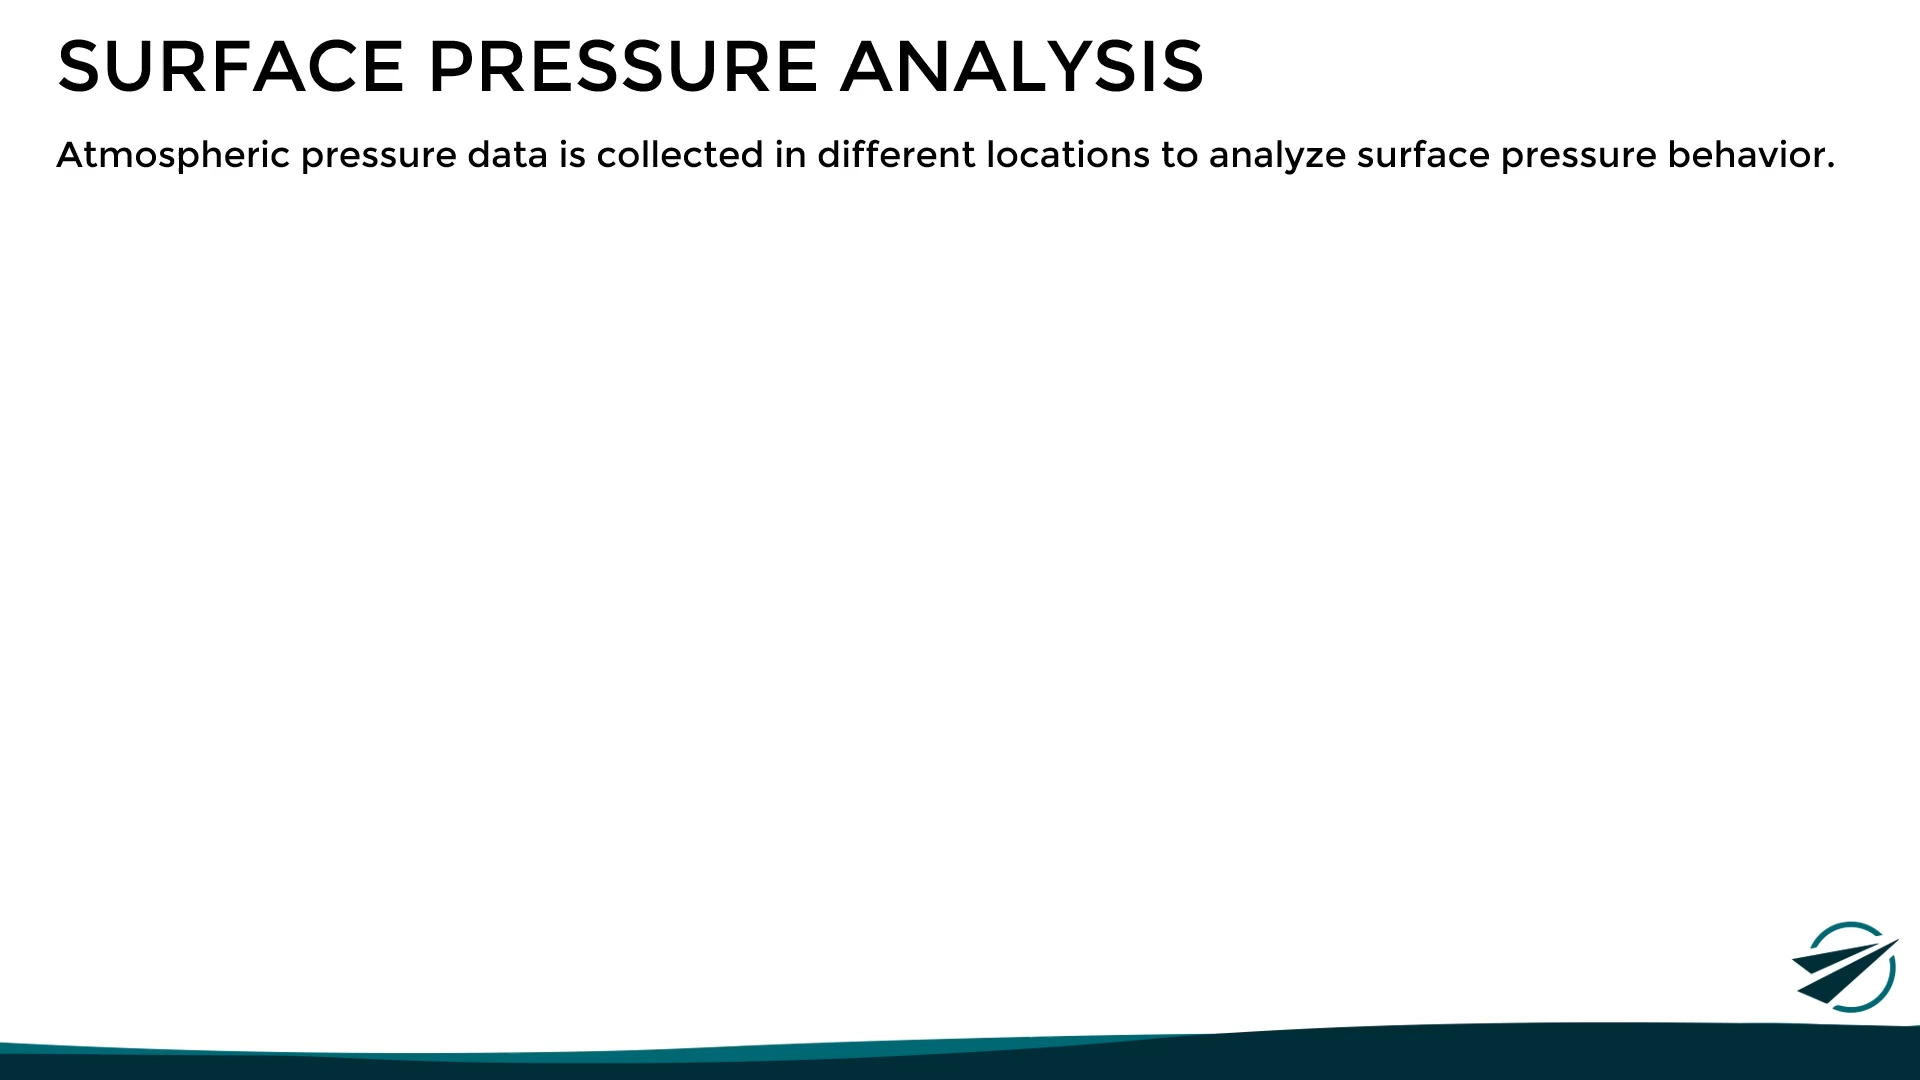 SURFACE PRESSURE ANALYSIS
Atmospheric pressure data is collected in different locations to analyze surface pressure behavior.